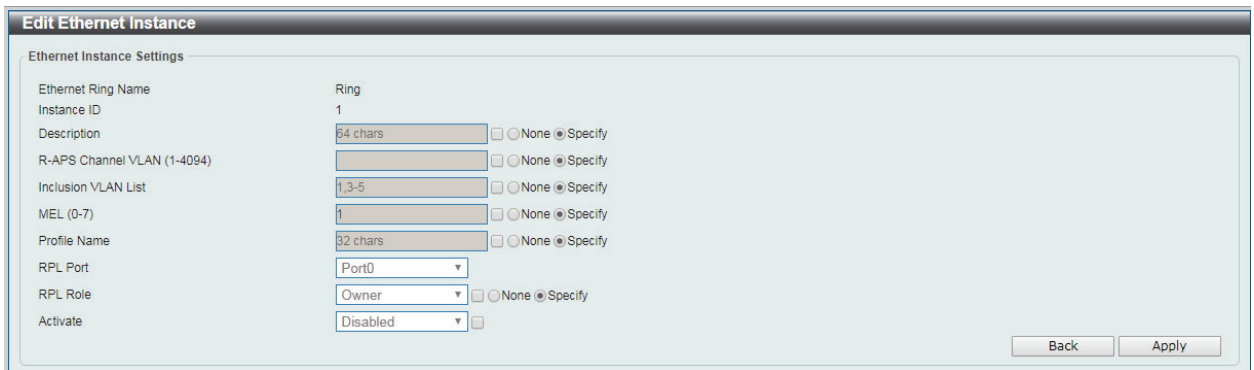 Edit Ethernet Instance
Ethernet Instance Settings
Ethernet Ring Name Ring
Instance ID 1
Description 64 chars None Specify
R-APS Channel VLAN (1-4094) None Specify
Inclusion VLAN List 1,3-5 None Specify
MEL (0-7) 1 None Specify
Profile Name 32 chars None Specify
RPL Port Port0
RPL Role Owner None Specify
Activate Disabled
Back Apply